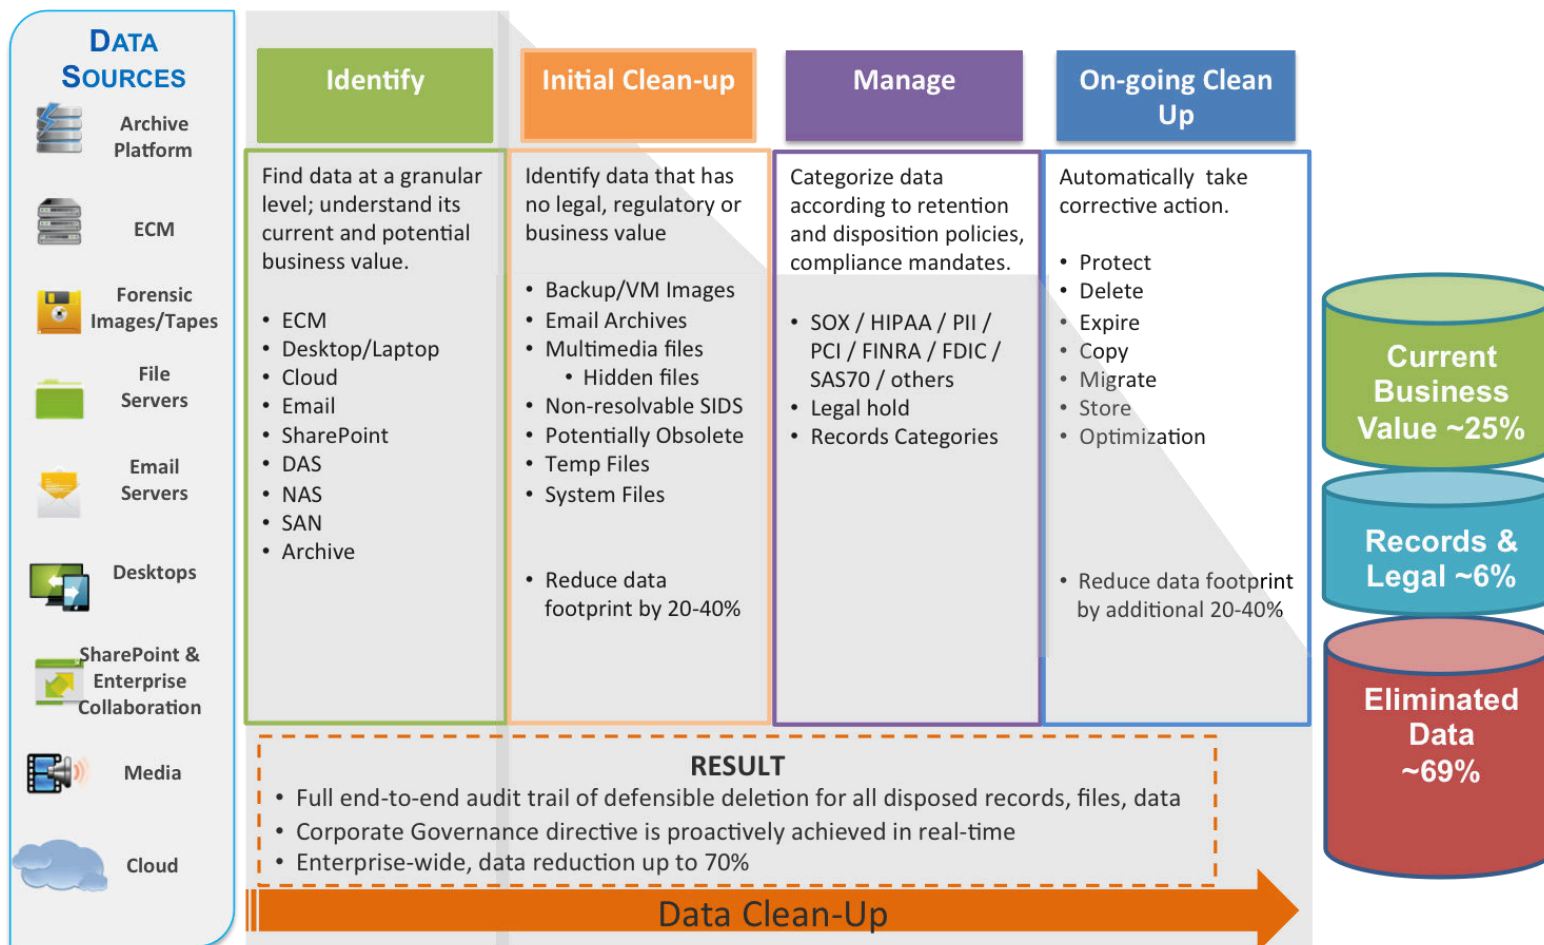 DATA
SOURCES
Archive
Platform
ECM
Forensic
Images/Tapes
File
Servers
Email
Servers
Desktops
SharePoint &
Enterprise
Collaboration
Media
Cloud
Identify
Find data at a granular
level; understand its
current and potential
business value.
• ECM
• Desktop/Laptop
• Cloud
• Email
• SharePoint
• DAS
• NAS
• SAN
• Archive
Initial Clean-up
Identify data that has
no legal, regulatory or
business value
• Backup/VM Images
• Email Archives
• Multimedia files
• Hidden files
• Non-resolvable SIDS
• Potentially Obsolete
• Temp Files
• System Files
• Reduce data
footprint by 20-40%
Manage
Categorize data
according to retention
and disposition policies,
compliance mandates.
• SOX / HIPAA / PII /
PCI / FINRA / FDIC /
SAS70 / others
• Legal hold
• Records Categories
On-going Clean
Up
Automatically take
corrective action.
• Protect
• Delete
• Expire
• Copy
• Migrate
• Store
• Optimization
• Reduce data footprint
by additional 20-40%
Current
Business
Value ~25%
Records &
Legal ~6%
Eliminated
Data
~69%
RESULT
• Full end-to-end audit trail of defensible deletion for all disposed records, files, data
• Corporate Governance directive is proactively achieved in real-time
• Enterprise-wide, data reduction up to 70%
Data Clean-Up